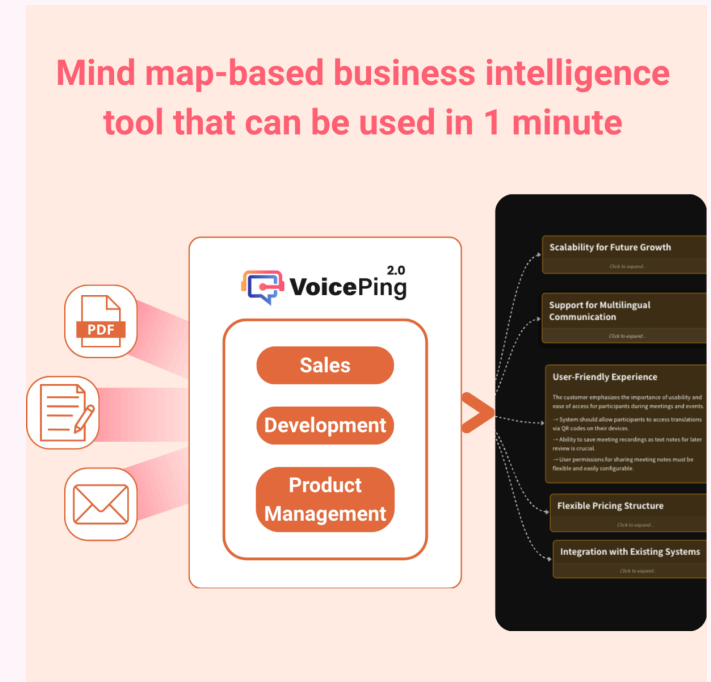 Mind map-based business intelligence
tool that can be used in 1 minute
PDF
2.0
VoicePing
Sales
Development
Product
Management
Scalability for Future Growth
Click to expand...
Support for Multilingual
Communication
Click to expand...
User-Friendly Experience
The customer emphasizes the importance of usability and
ease of access for participants during meetings and events.
→ System should allow participants to access translations
via QR codes on their devices.
→ Ability to save meeting recordings as text notes for later
review is crucial.
→ User permissions for sharing meeting notes must be
flexible and easily configurable.
Flexible Pricing Structure
Click to expand...
Integration with Existing Systems
Click to expand...